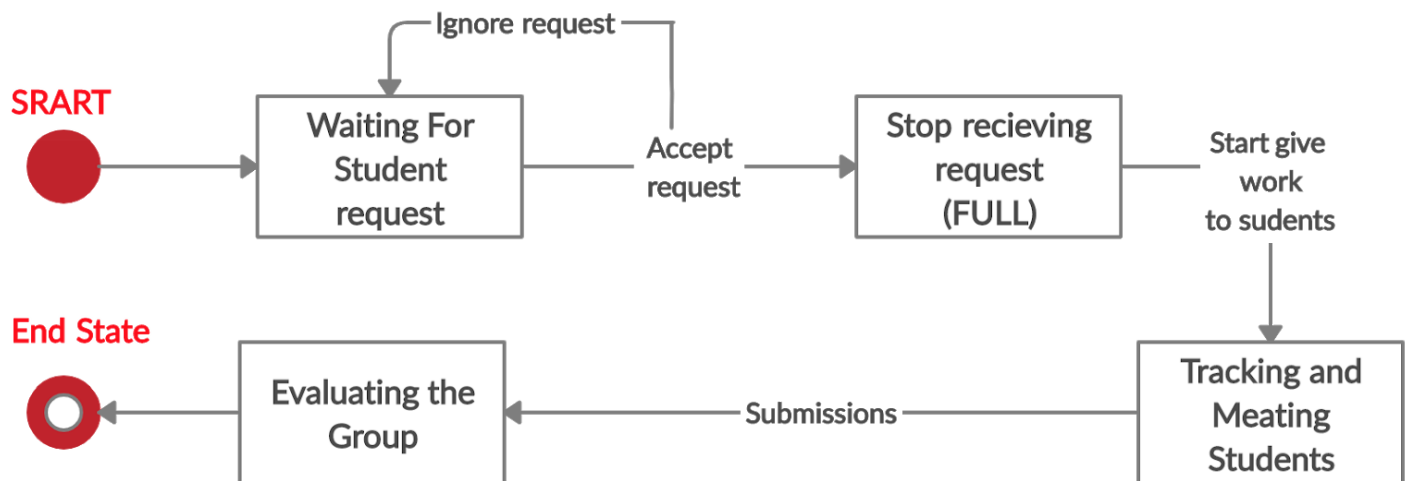 Ignore request
SRART
Waiting For
Student
request
Accept
request
Stop recieving
request
(FULL)
Start give
work
to sudents
End State
Evaluating the
Group
Submissions
Tracking and
Meating
Students